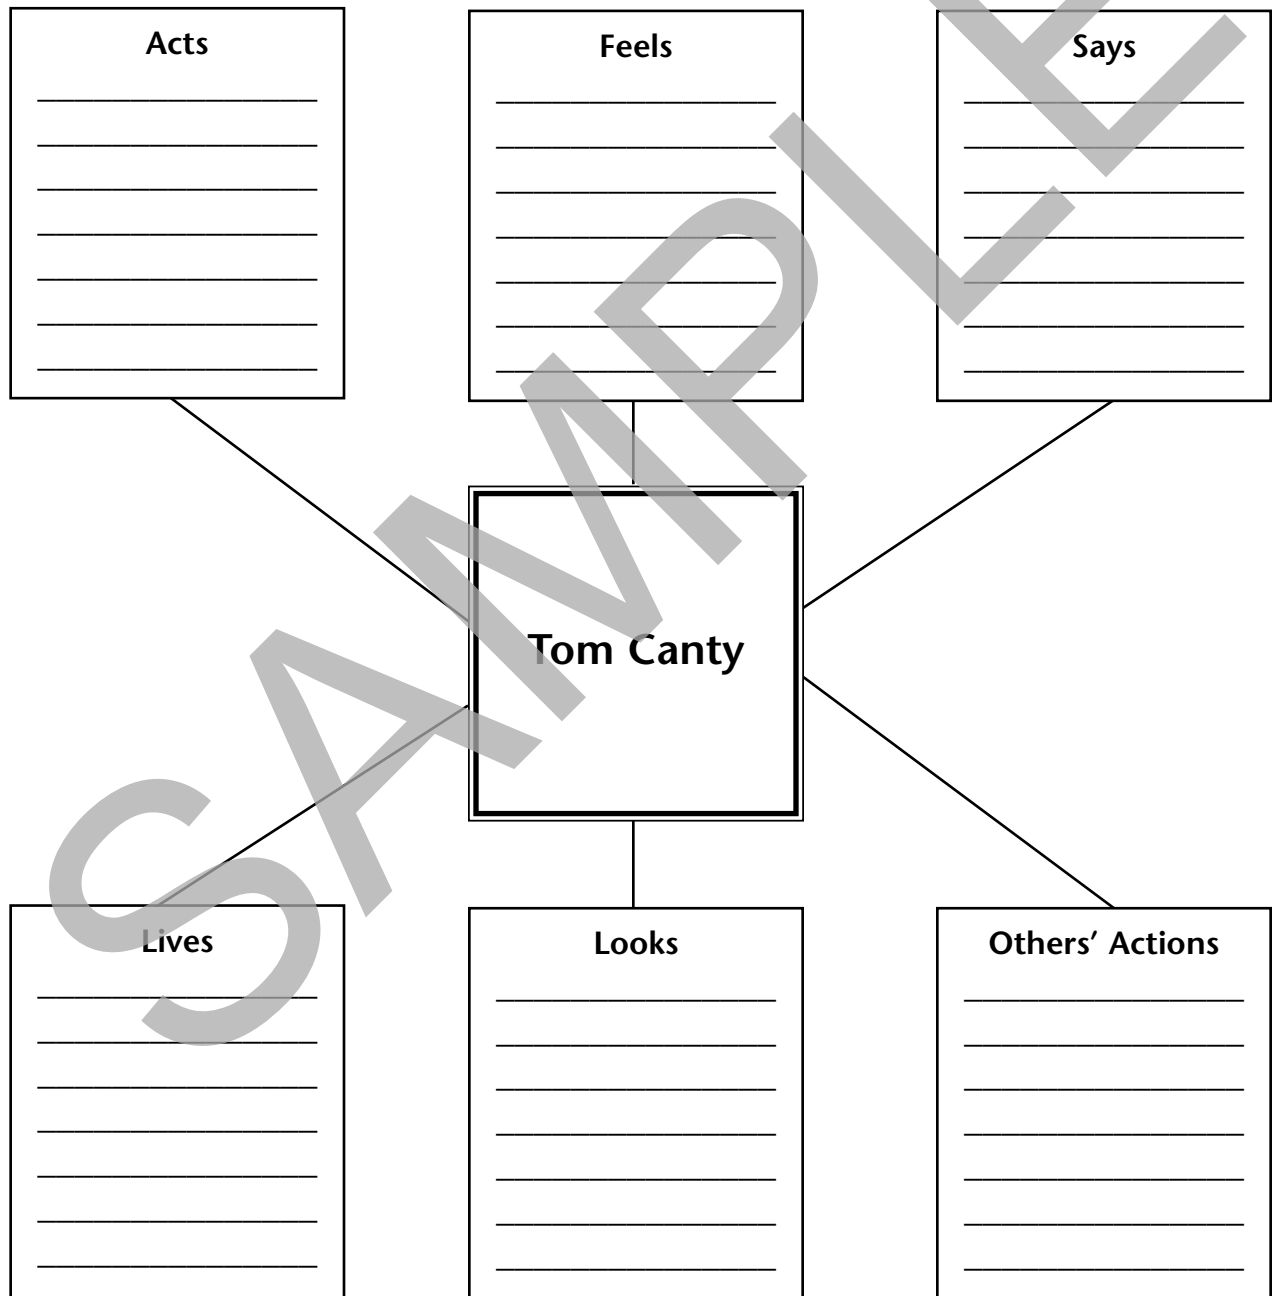 Acts
Feels
Says
Tom Canty
Lives
Looks
Others’ Actions
SAMPLE